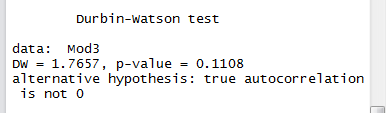 Durbin-Watson test
data:  Mod3
DW = 1.7657, p-value = 0.1108
alternative hypothesis: true autocorrelation
is not 0